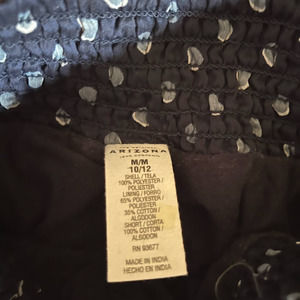 ARIZONA
M/M
10/12
SHELL / TELA
100% POLYESTER /
POLIESTER
LINING / FORRO
65% POLYESTER /
POLIESTER
35% COTTON /
ALGODON
SHORT / CORTA
100% COTTON /
ALGODON
RN 93677
MADE IN INDIA
HECHO EN INDIA